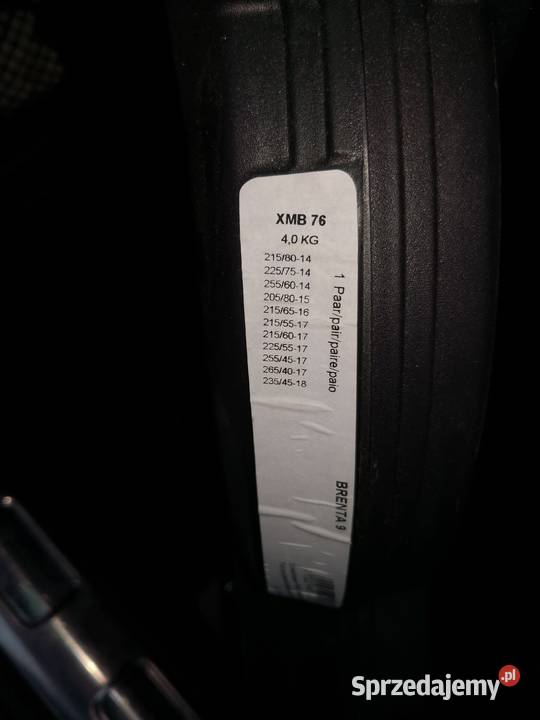 XMB 76
4,0 KG
215/80-14
225/75-14
255/60-14
205/80-15
215/65-16
215/55-17
215/60-17
225/55-17
255/45-17
265/40-17
235/45-18
1 Paar/pair/paire/paio
BRENTA 9
Sprzedajemy.pl